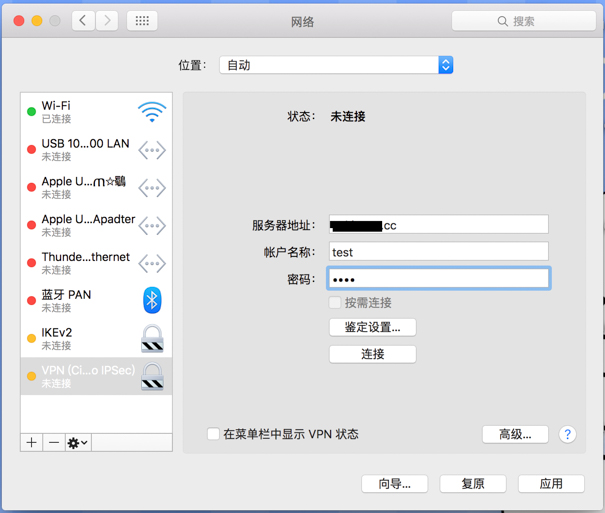 网络
搜索
位置： 自动
Wi-Fi
已连接
USB 10...00 LAN
未连接
Apple U...
未连接
Apple U...Apadter
未连接
Thunde...thernet
未连接
蓝牙 PAN
未连接
IKEv2
未连接
VPN (Ci...o IPSec)
未连接
状态： 未连接
服务器地址： .cc
帐户名称： test
密码： ••••
按需连接
鉴定设置...
连接
在菜单栏中显示 VPN 状态
高级...
?
向导...
复原
应用